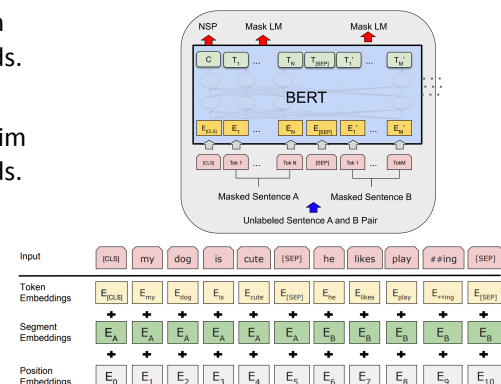 ds.
im
ds.
NSP Mask LM Mask LM
C T1 ... TN T[SEP] T1' ... TM'
BERT
E[CLS] E1 ... EN E[SEP] E1' ... EM'
[CLS] Tok 1 ... Tok N [SEP] Tok 1 ... TokM
Masked Sentence A Masked Sentence B
Unlabeled Sentence A and B Pair
Input [CLS] my dog is cute [SEP] he likes play ##ing [SEP]
Token
Embeddings E[CLS] Emy Edog Eis Ecute E[SEP] Ehe Elikes Eplay E##ing E[SEP]
+ + + + + + + + + + +
Segment
Embeddings EA EA EA EA EA EA EB EB EB EB EB
+ + + + + + + + + + +
Position
Embeddings E0 E1 E2 E3 E4 E5 E6 E7 E8 E9 E10